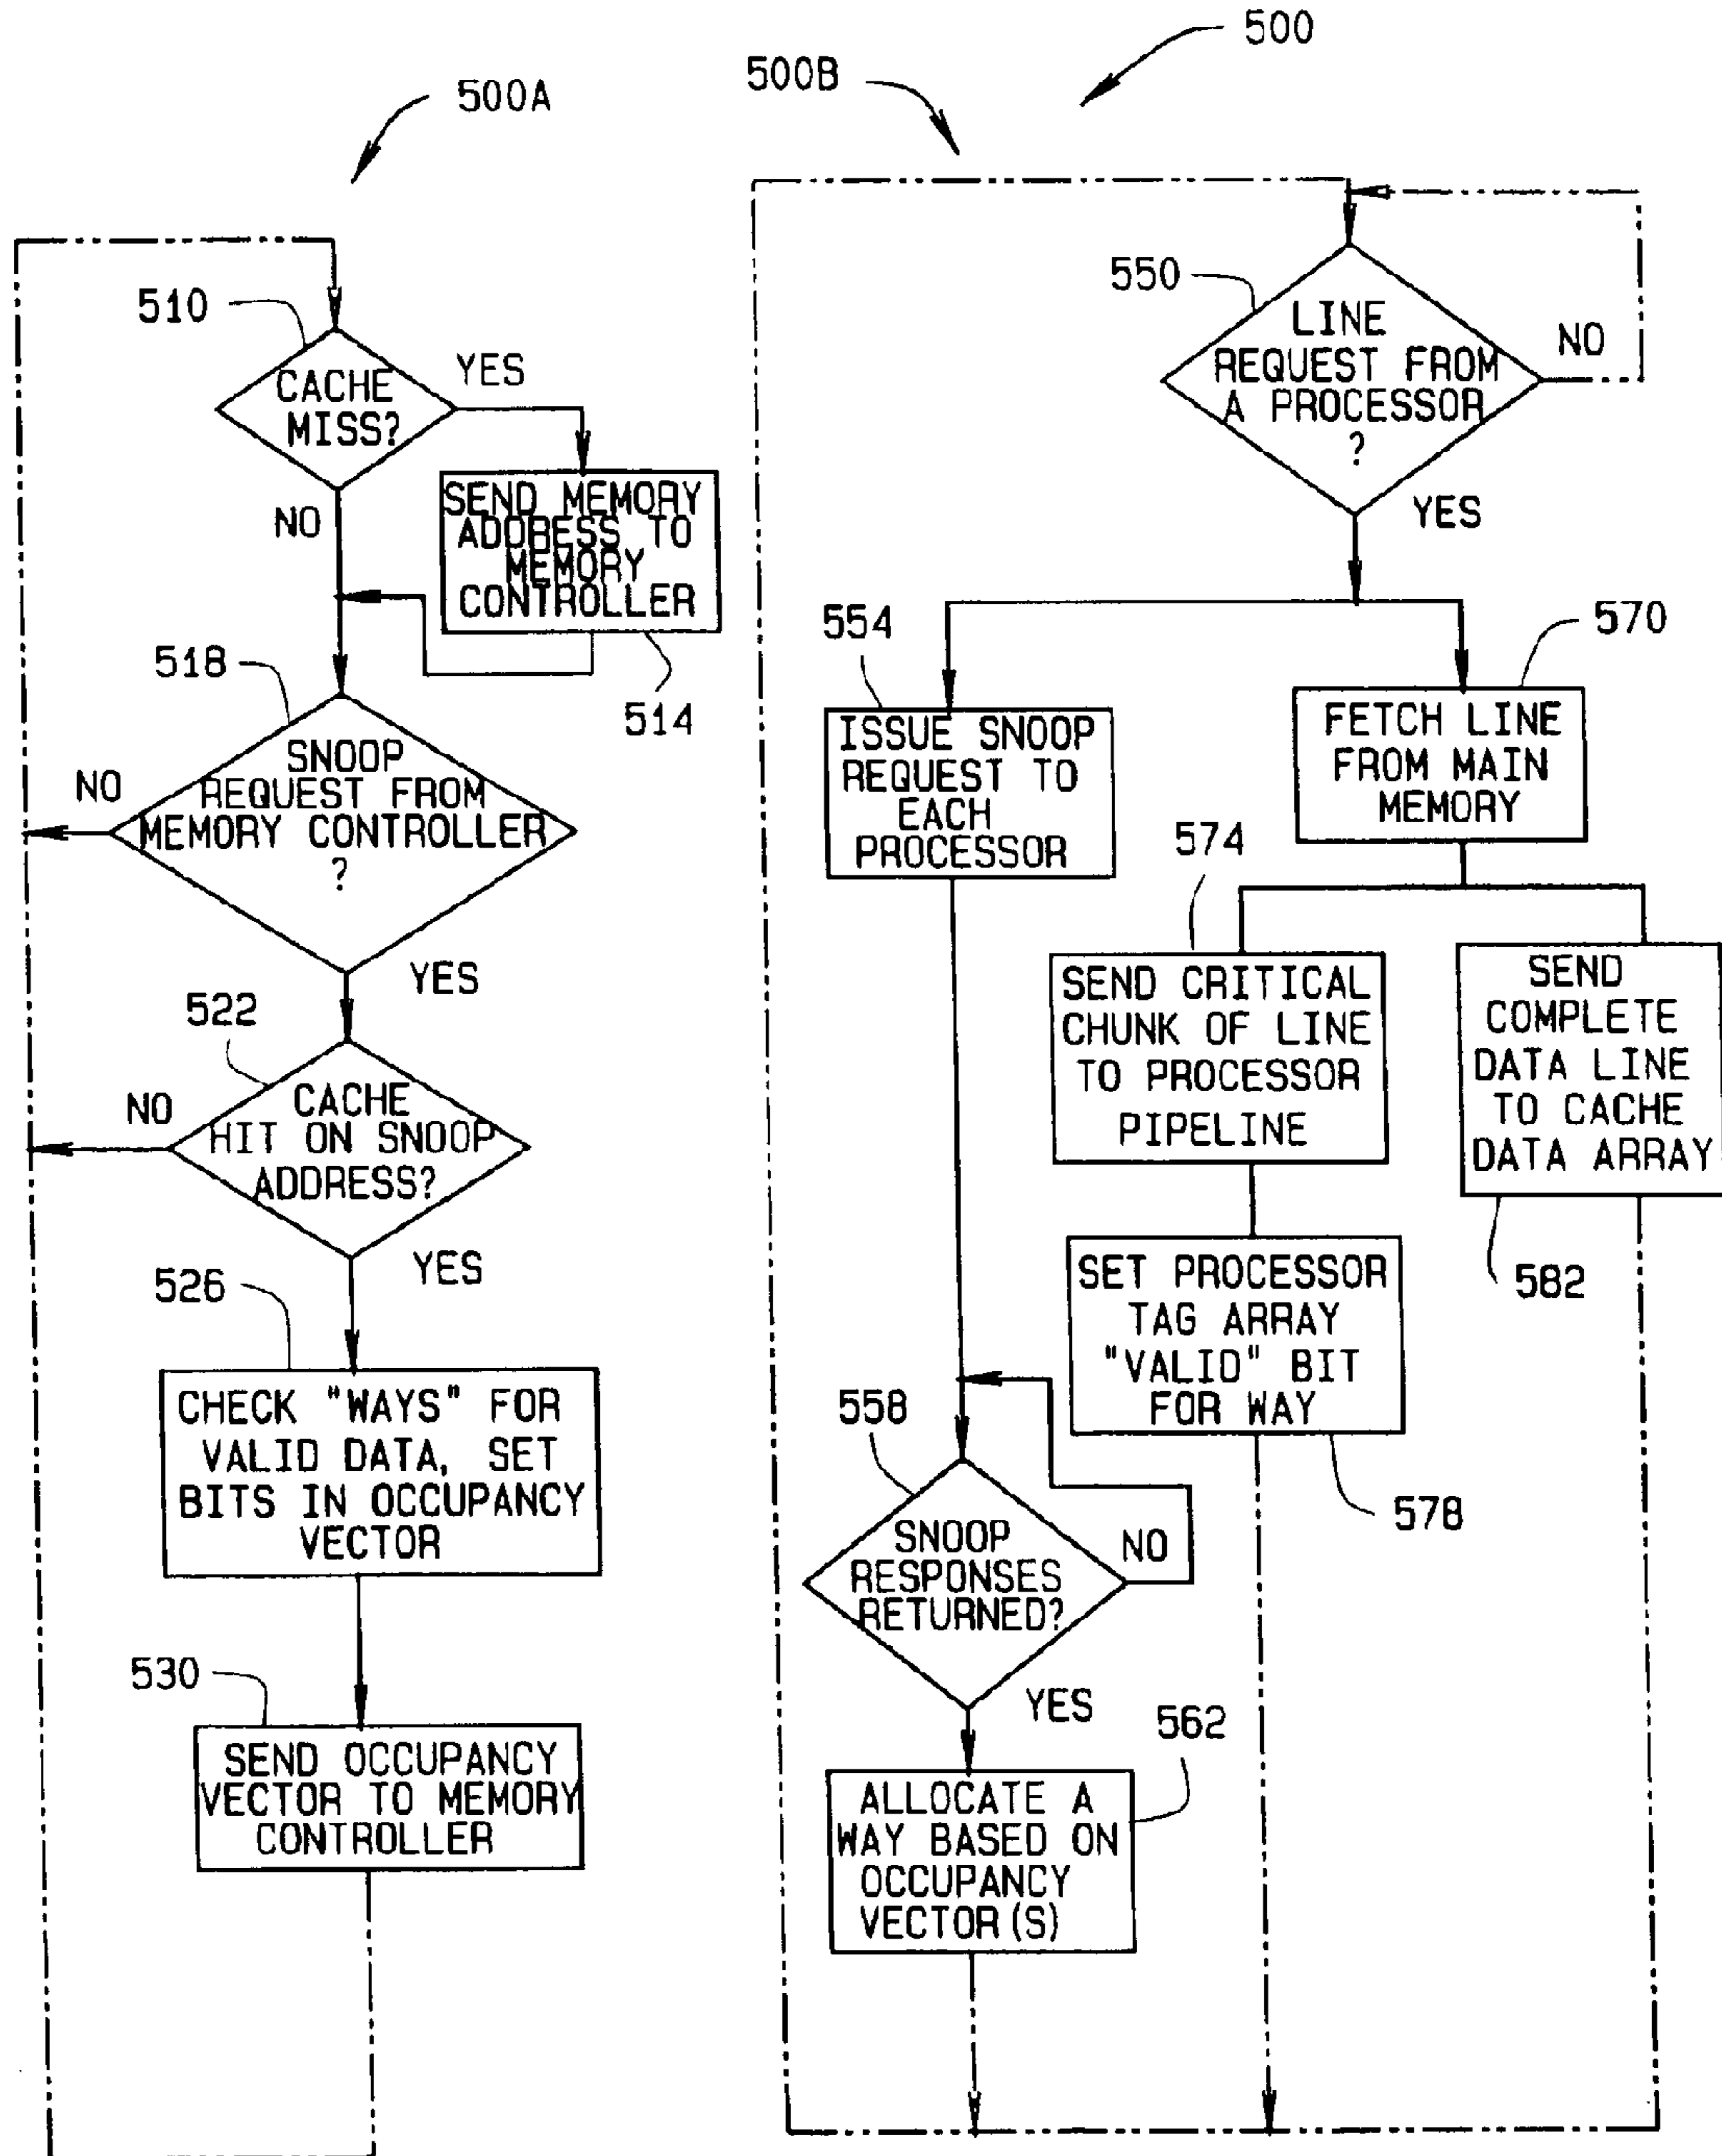 500
500A
500B
510
CACHE
MISS?
YES
NO
SEND MEMORY
ADDRESS TO
MEMORY
CONTROLLER
514
518
SNOOP
REQUEST FROM
MEMORY CONTROLLER
?
NO
YES
522
CACHE
HIT ON SNOOP
ADDRESS?
NO
YES
526
CHECK "WAYS" FOR
VALID DATA, SET
BITS IN OCCUPANCY
VECTOR
530
SEND OCCUPANCY
VECTOR TO MEMORY
CONTROLLER
550
LINE
REQUEST FROM
A PROCESSOR
?
NO
YES
554
ISSUE SNOOP
REQUEST TO
EACH
PROCESSOR
570
FETCH LINE
FROM MAIN
MEMORY
574
SEND CRITICAL
CHUNK OF LINE
TO PROCESSOR
PIPELINE
SEND
COMPLETE
DATA LINE
TO CACHE
DATA ARRAY
582
SET PROCESSOR
TAG ARRAY
"VALID" BIT
FOR WAY
578
558
SNOOP
RESPONSES
RETURNED?
NO
YES
562
ALLOCATE A
WAY BASED ON
OCCUPANCY
VECTOR(S)